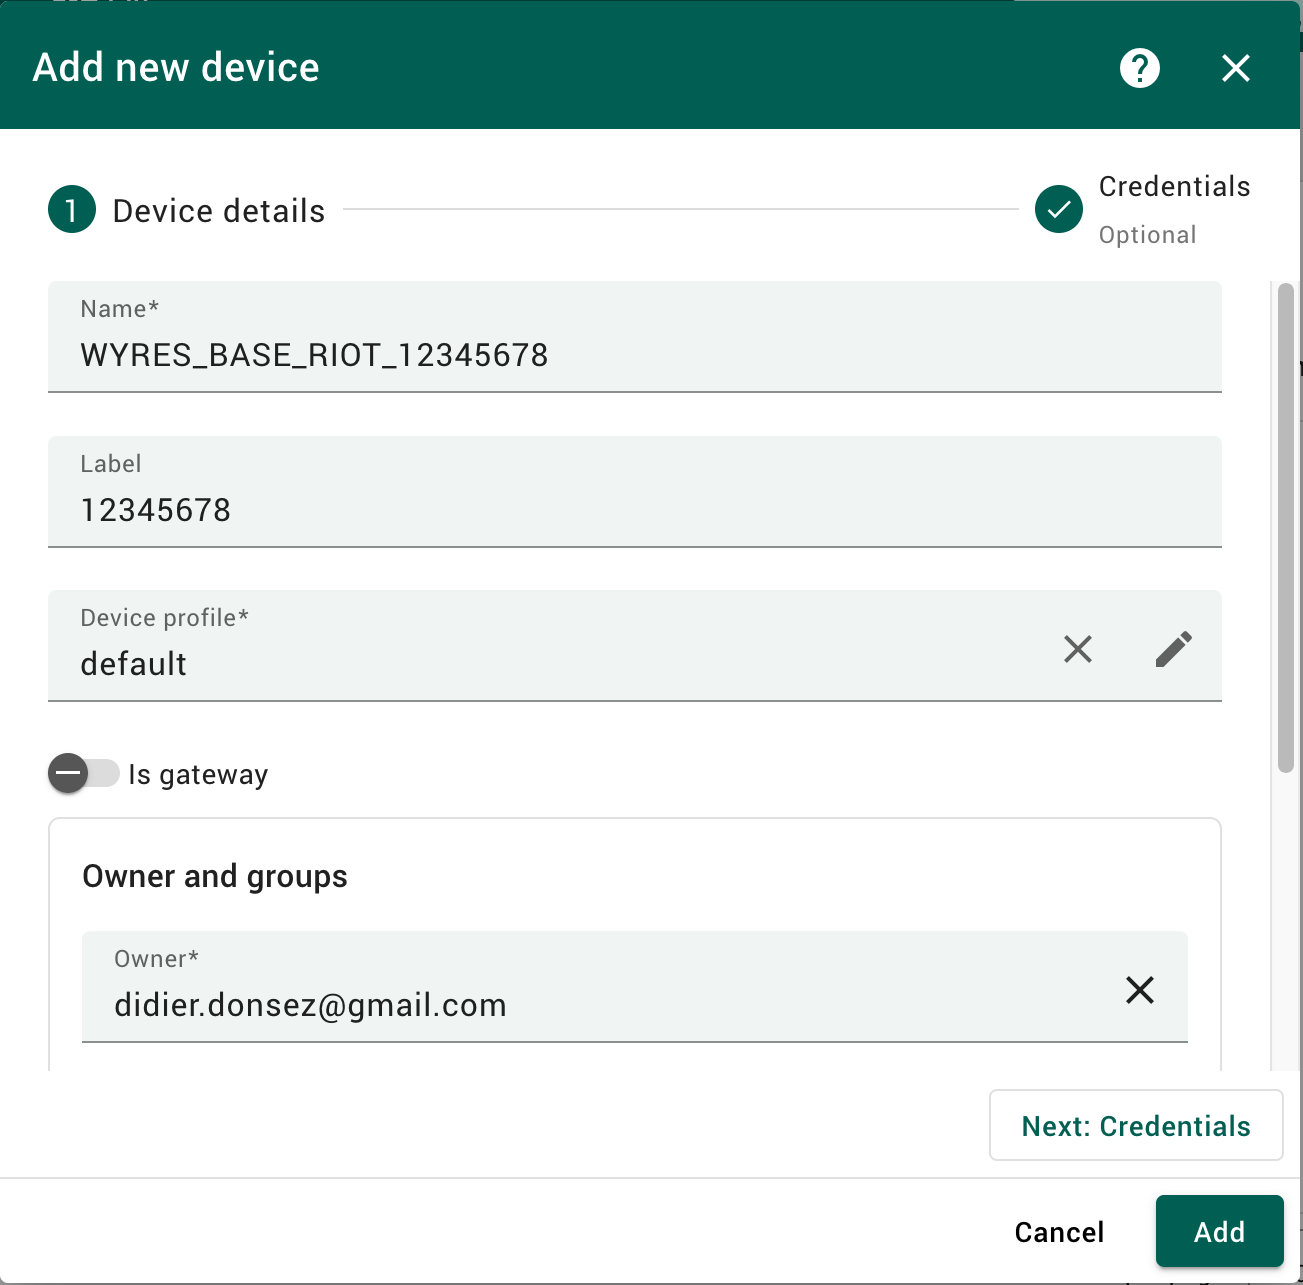 Add new device
?
1 Device details
Credentials
Optional
Name*
WYRES_BASE_RIOT_12345678
Label
12345678
Device profile*
default
Is gateway
Owner and groups
Owner*
didier.donsez@gmail.com
Next: Credentials
Cancel
Add